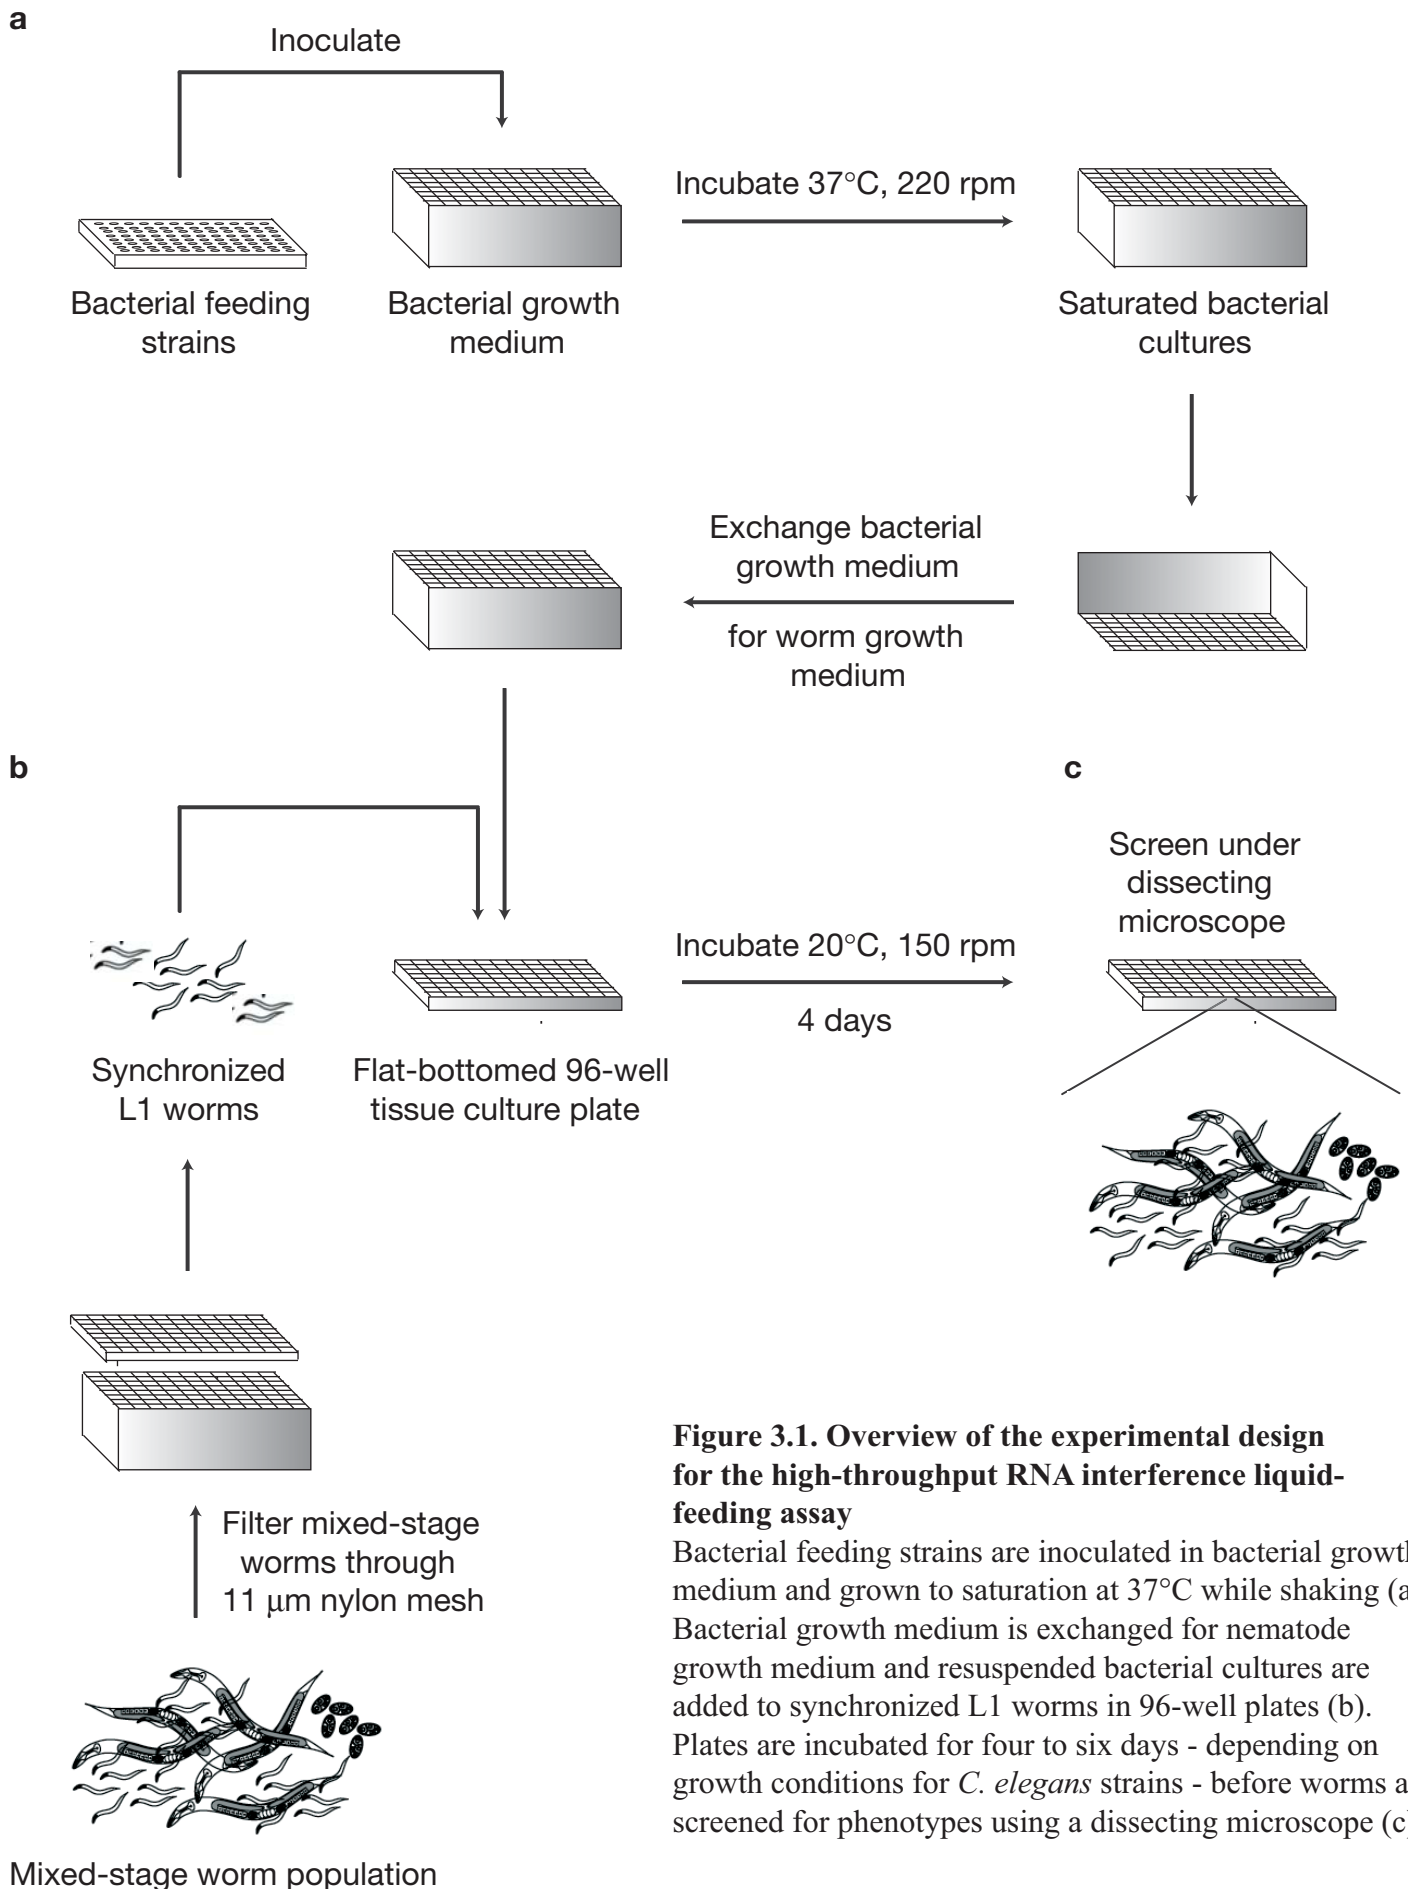 a
Inoculate
Incubate 37°C, 220 rpm
Bacterial feeding
strains
Bacterial growth
medium
Saturated bacterial
cultures
Exchange bacterial
growth medium
for worm growth
medium
b
c
Screen under
dissecting
microscope
Incubate 20°C, 150 rpm
4 days
Synchronized
L1 worms
Flat-bottomed 96-well
tissue culture plate
Filter mixed-stage
worms through
11 μm nylon mesh
Mixed-stage worm population
Figure 3.1. Overview of the experimental design
for the high-throughput RNA interference liquid-
feeding assay
Bacterial feeding strains are inoculated in bacterial growth
medium and grown to saturation at 37°C while shaking (a
Bacterial growth medium is exchanged for nematode
growth medium and resuspended bacterial cultures are
added to synchronized L1 worms in 96-well plates (b).
Plates are incubated for four to six days - depending on
growth conditions for C. elegans strains - before worms a
screened for phenotypes using a dissecting microscope (c)